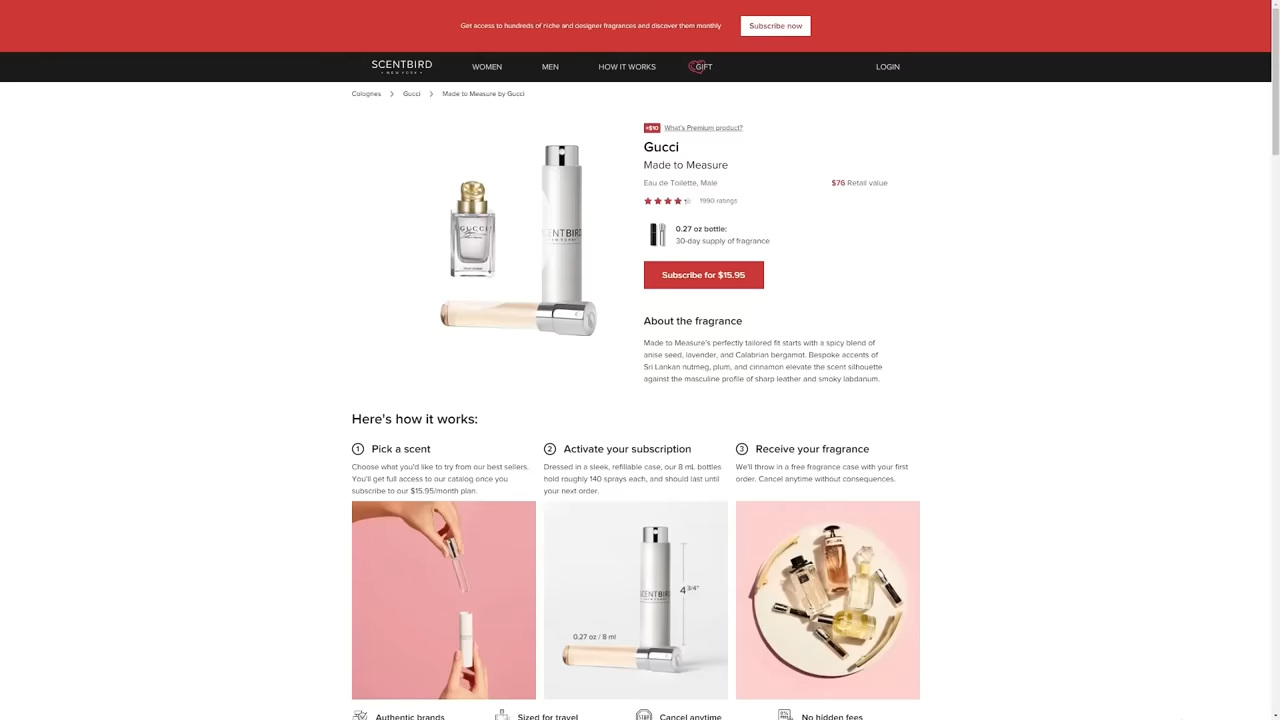 Get access to hundreds of niche and designer fragrances and discover them monthly
Subscribe now
SCENTBIRD
• NEW YORK •
WOMEN
MEN
HOW IT WORKS
GIFT
LOGIN
Colognes > Gucci > Made to Measure by Gucci
+$10 What's Premium product?
Gucci
Made to Measure
Eau de Toilette, Male
$76 Retail value
1990 ratings
0.27 oz bottle:
30-day supply of fragrance
Subscribe for $15.95
GUCCI
SCENTBIRD
NEW YORK
About the fragrance
Made to Measure's perfectly tailored fit starts with a spicy blend of
anise seed, lavender, and Calabrian bergamot. Bespoke accents of
Sri Lankan nutmeg, plum, and cinnamon elevate the scent silhouette
against the masculine profile of sharp leather and smoky labdanum.
Here's how it works:
1 Pick a scent
Choose what you'd like to try from our best sellers.
You'll get full access to our catalog once you
subscribe to our $15.95/month plan.
2 Activate your subscription
Dressed in a sleek, refillable case, our 8 mL bottles
hold roughly 140 sprays each, and should last until
your next order.
3 Receive your fragrance
We'll throw in a free fragrance case with your first
order. Cancel anytime without consequences.
SCENTBIRD
4 3/4"
0.27 oz / 8 ml
Authentic brands
Sized for travel
Cancel anytime
No hidden fees